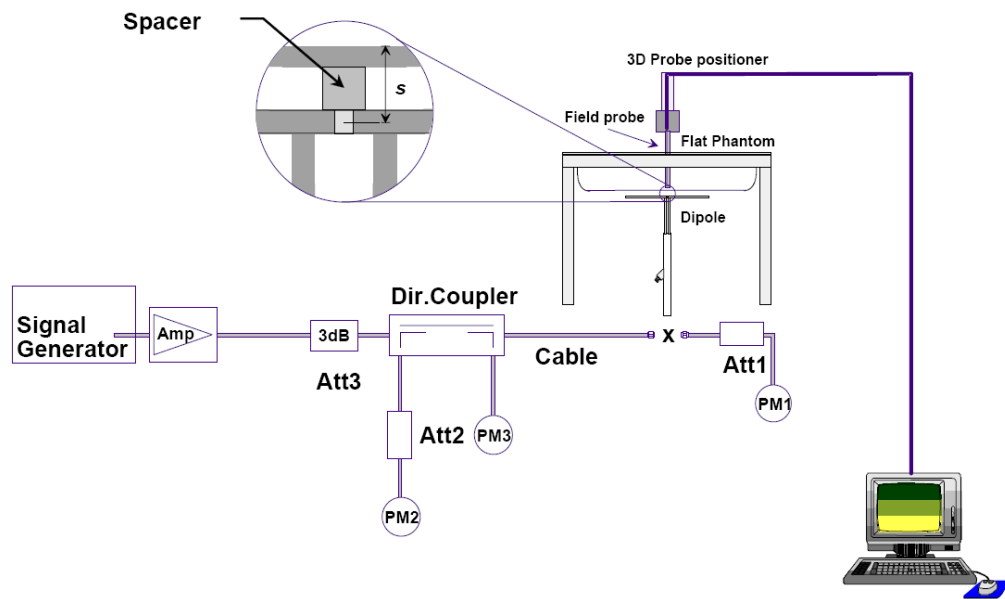 Spacer
s
3D Probe positioner
Field probe
Flat Phantom
Dipole
Dir.Coupler
Signal
Generator
Amp
3dB
Att3
Cable
x
Att1
PM1
Att2
PM3
PM2